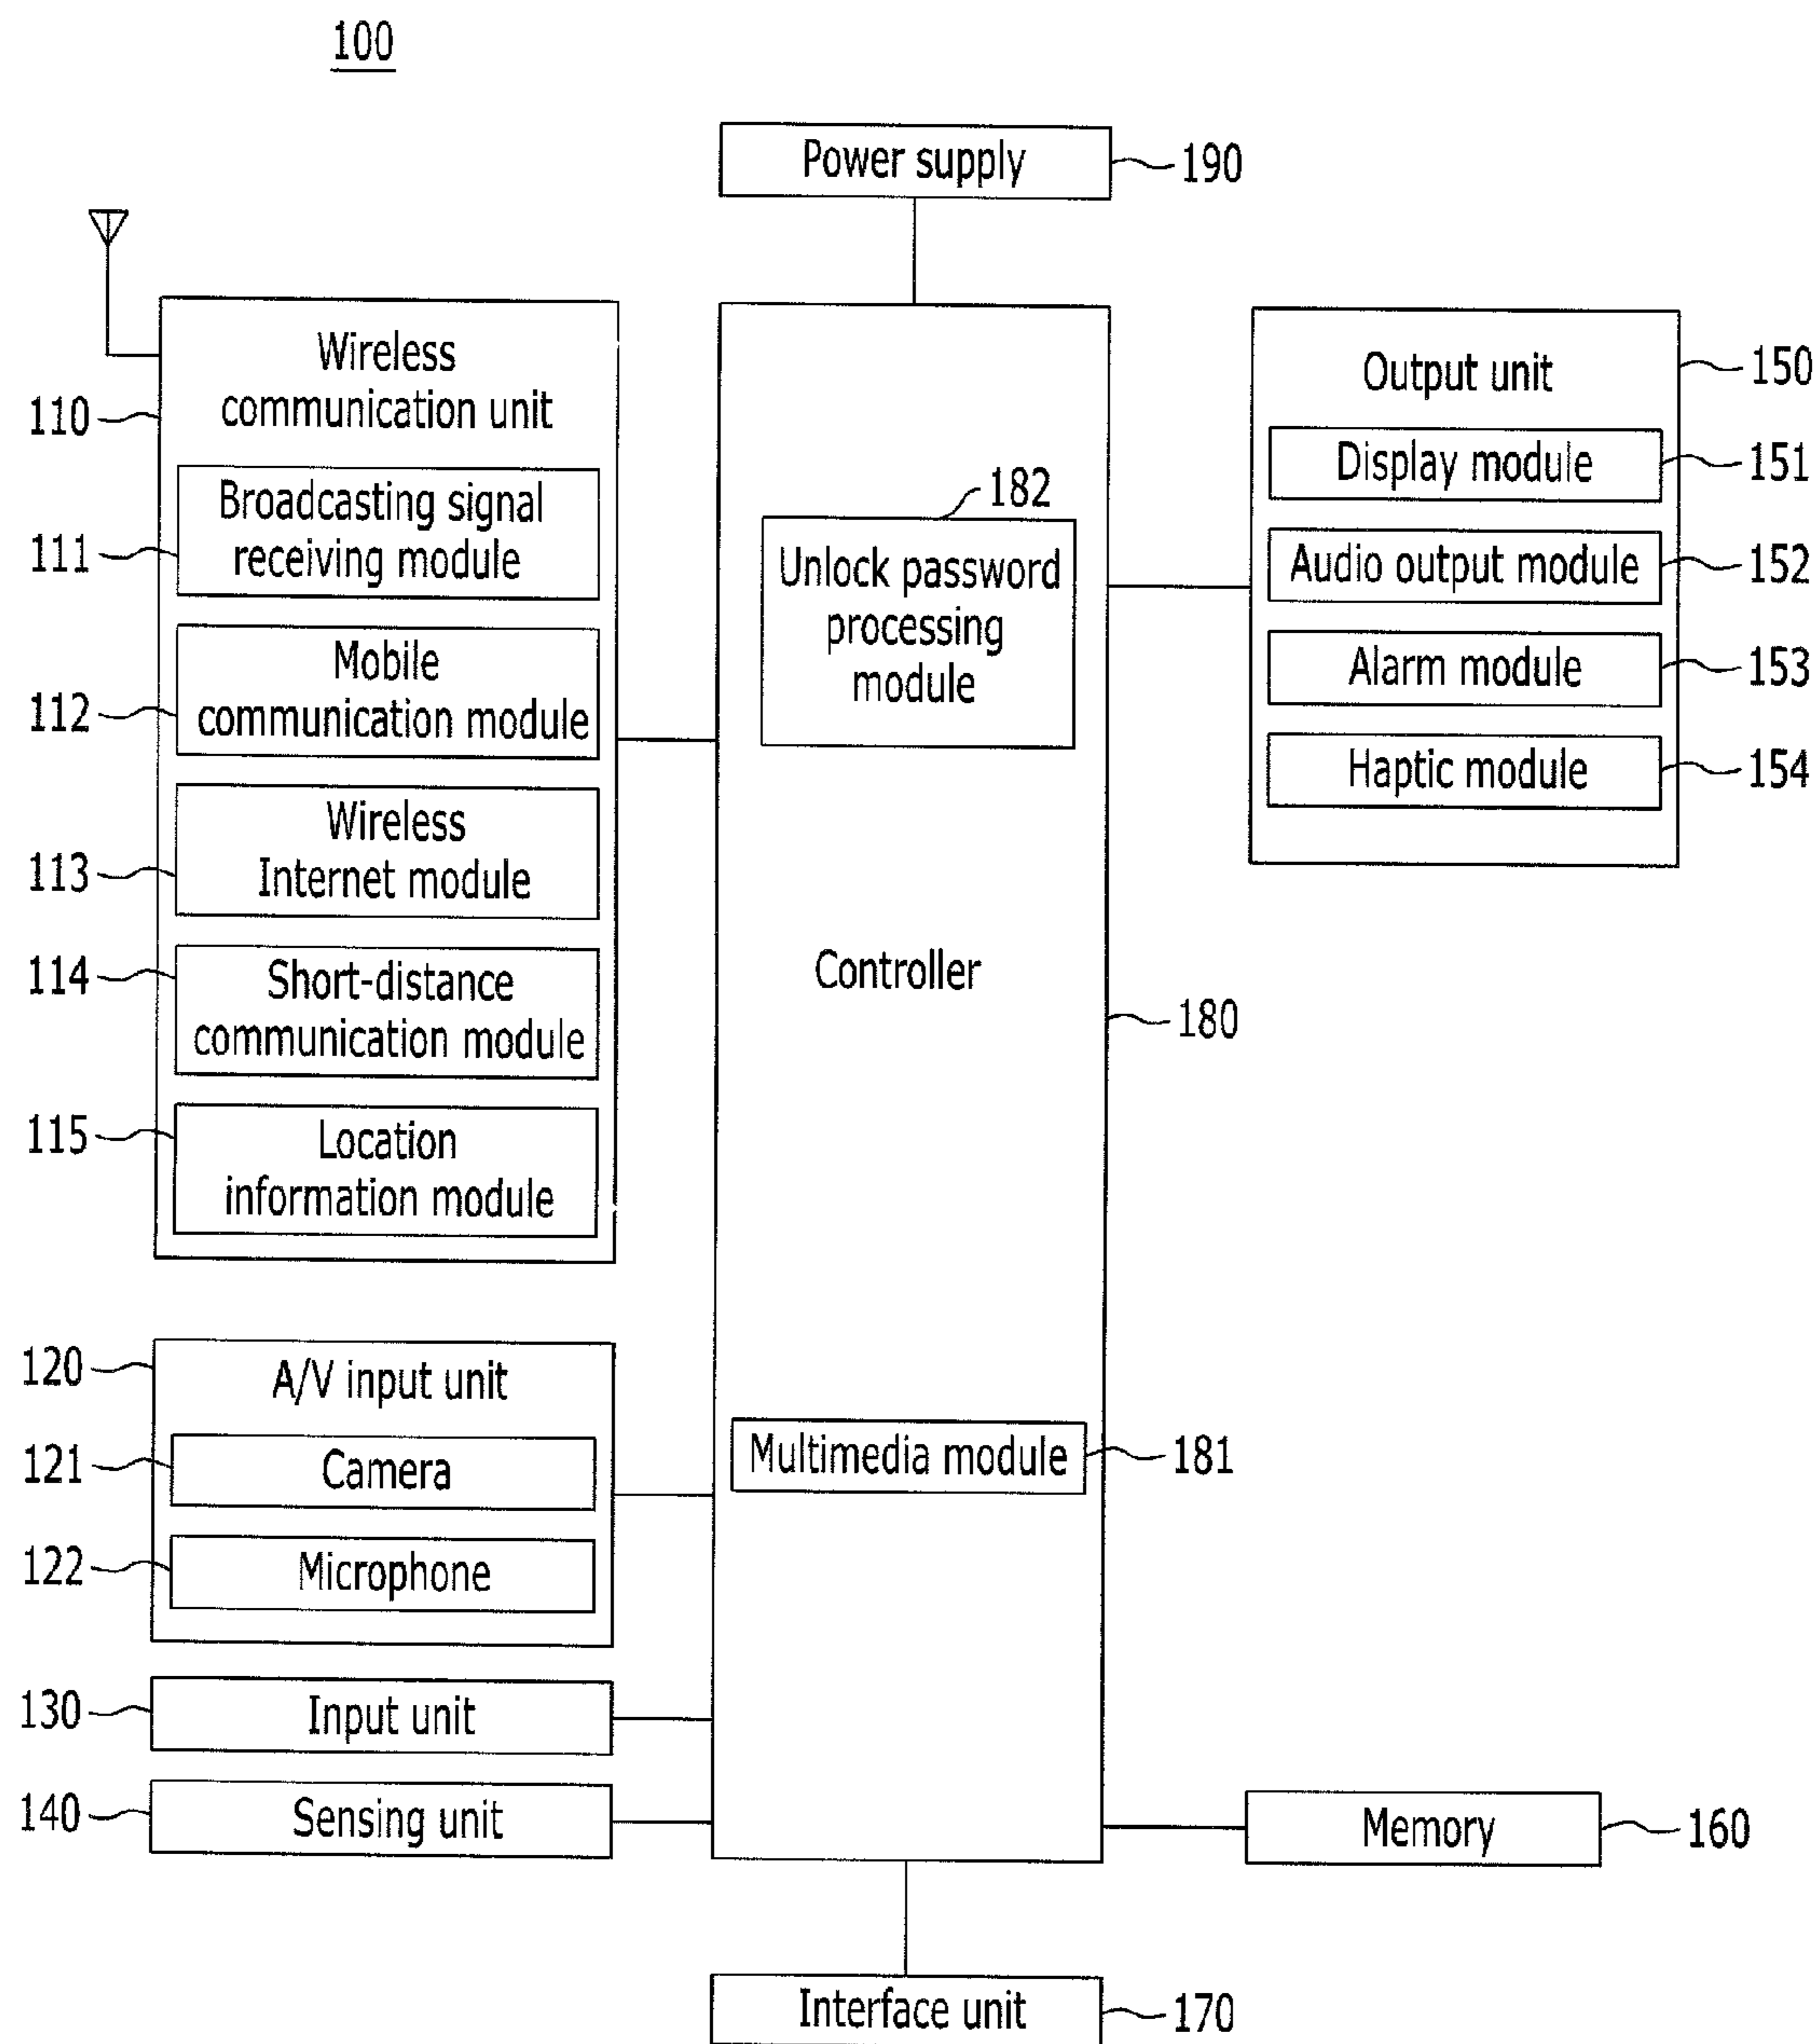 100
Power supply
190
Wireless
communication unit
110
Broadcasting signal
receiving module
111
Mobile
communication module
112
Wireless
Internet module
113
Short-distance
communication module
114
Location
information module
115
A/V input unit
120
Camera
121
Microphone
122
Input unit
130
Sensing unit
140
182
Unlock password
processing
module
Controller
180
Multimedia module
181
Output unit
150
Display module
151
Audio output module
152
Alarm module
153
Haptic module
154
Memory
160
Interface unit
170